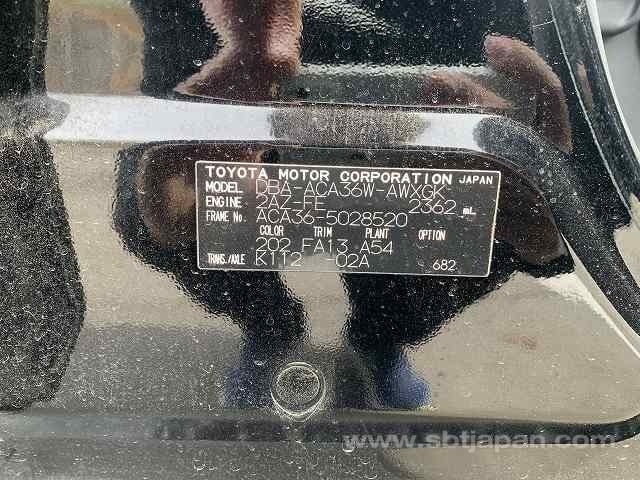 TOYOTA MOTOR CORPORATION JAPAN
MODEL DBA-ACA36W-AWXGK
ENGINE 2AZ-FE 2362 mL
FRAME No. ACA36-5028520
COLOR TRIM PLANT OPTION
202 FA13 A54
TRANS./AXLE K112 -02A 682
www.sbtjapan.com